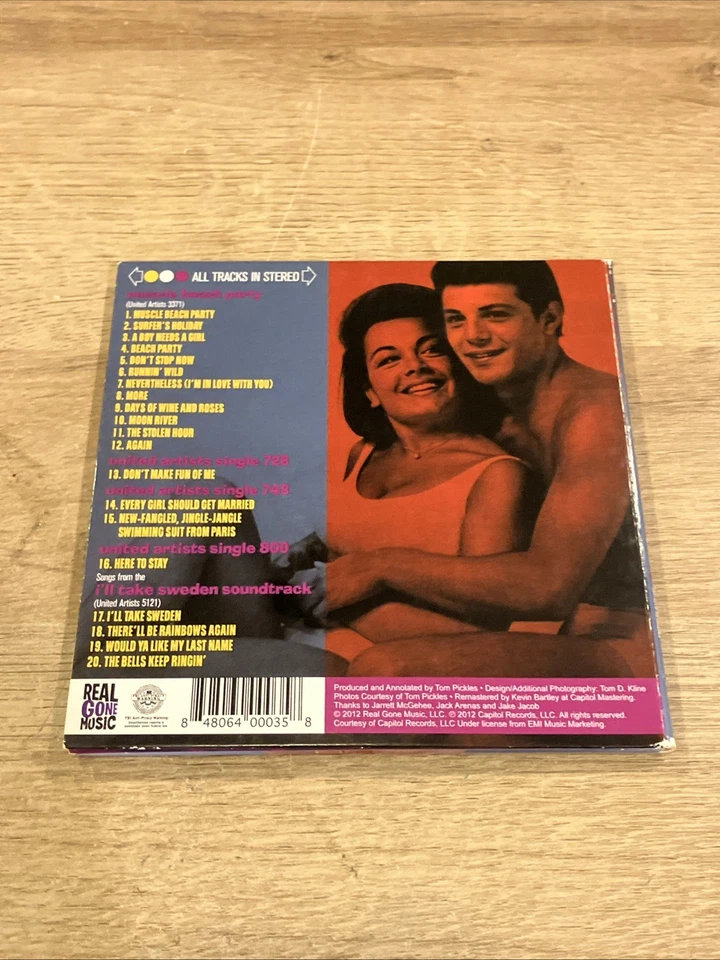 ALL TRACKS IN STEREO
muscle beach party
(United Artists 3371)
1. MUSCLE BEACH PARTY
2. SURFER'S HOLIDAY
3. A BOY NEEDS A GIRL
4. BEACH PARTY
5. DON'T STOP NOW
6. RUNNIN' WILD
7. NEVERTHELESS (I'M IN LOVE WITH YOU)
8. MORE
9. DAYS OF WINE AND ROSES
10. MOON RIVER
11. THE STOLEN HOUR
12. AGAIN
united artists single 728
13. DON'T MAKE FUN OF ME
united artists single 748
14. EVERY GIRL SHOULD GET MARRIED
15. NEW-FANGLED, JINGLE-JANGLE
SWIMMING SUIT FROM PARIS
united artists single 800
16. HERE TO STAY
Songs from the
i'll take sweden soundtrack
(United Artists 5121)
17. I'LL TAKE SWEDEN
18. THERE'LL BE RAINBOWS AGAIN
19. WOULD YA LIKE MY LAST NAME
20. THE BELLS KEEP RINGIN'
REAL
GONE
MUSIC
FBI Anti-Piracy Warning
8 48064 00035 8
Produced and Annotated by Tom Pickles • Design/Additional Photography: Tom D. Kline
Photos Courtesy of Tom Pickles • Remastered by Kevin Bartley at Capitol Mastering.
Thanks to Jarrett McGehee, Jack Arenas and Jake Jacob
© 2012 Real Gone Music, LLC. ℗ 2012 Capitol Records, LLC. All rights reserved.
Courtesy of Capitol Records, LLC Under license from EMI Music Marketing.